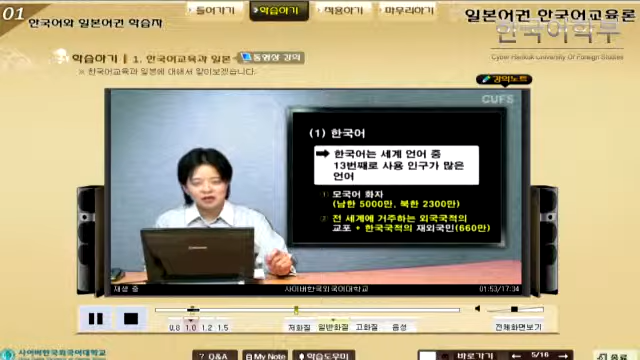 01
한국어와 일본어권 학습자
들어가기
학습하기
적용하기
마무리하기
일본어권 한국어교육론
한국어학부
Cyber Hankuk University Of Foreign Studies
학습하기
1. 한국어교육과 일본
동영상 강의
※ 한국어교육과 일본에 대해서 알아보겠습니다.
강의노트
CUFS
(1) 한국어
➡ 한국어는 세계 언어 중
13번째로 사용 인구가 많은
언어
① 모국어 화자
(남한 5000만, 북한 2300만)
② 전 세계에 거주하는 외국국적의
교포 + 한국국적의 재외국민(660만)
재생 중
사이버한국외국어대학교
01:53/17:34
0.8 1.0 1.2 1.5
저화질
일반화질
고화질
음성
전체화면보기
사이버한국외국어대학교
? Q&A
My Note
학습도우미
바로가기
5/16
종료